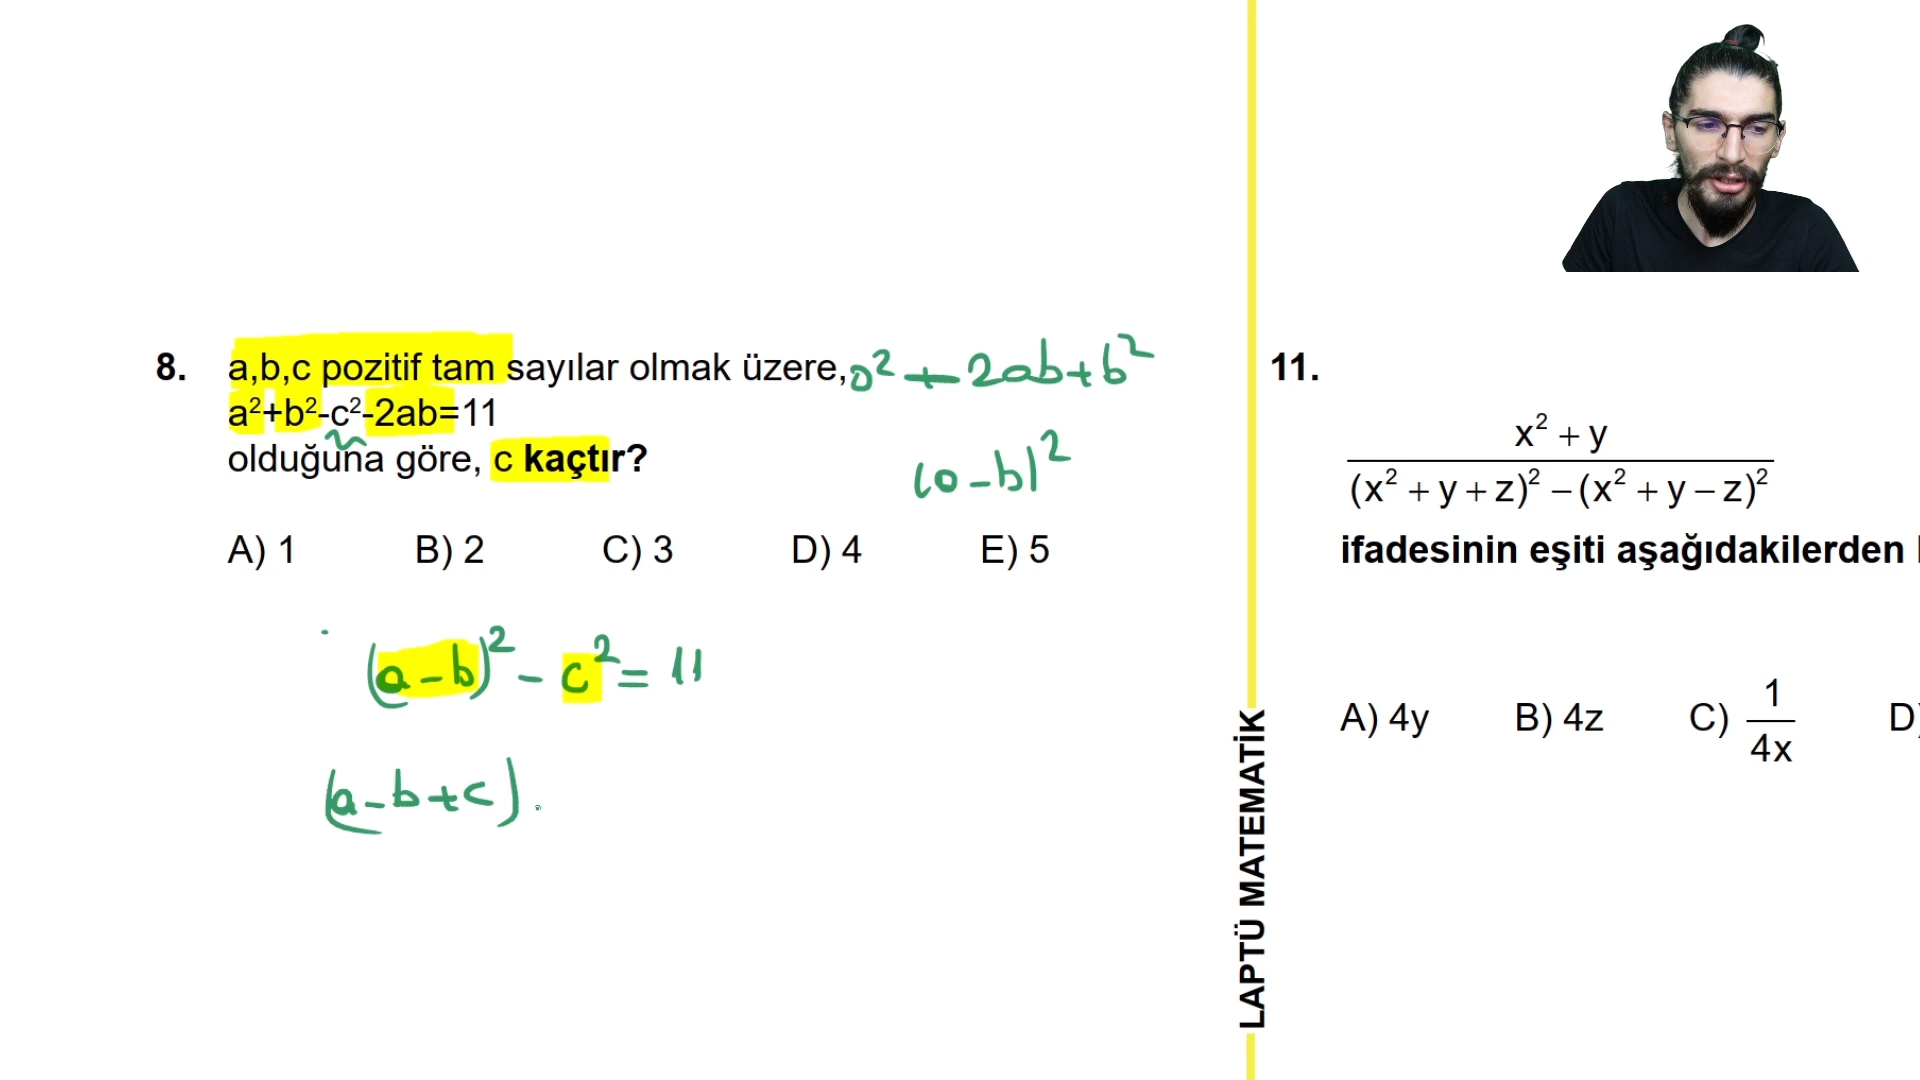 8. a,b,c pozitif tam sayılar olmak üzere, a²+2ab+b²
a²+b²-c²-2ab=11
olduğuna göre, c kaçtır?
(a-b)²
A) 1 B) 2 C) 3 D) 4 E) 5
(a-b)² - c² = 11
(a-b+c).
LAPTÜ MATEMATİK
11.
x² + y
(x² + y + z)² – (x² + y – z)²
ifadesinin eşiti aşağıdakilerden
A) 4y B) 4z C) 1/4x D)